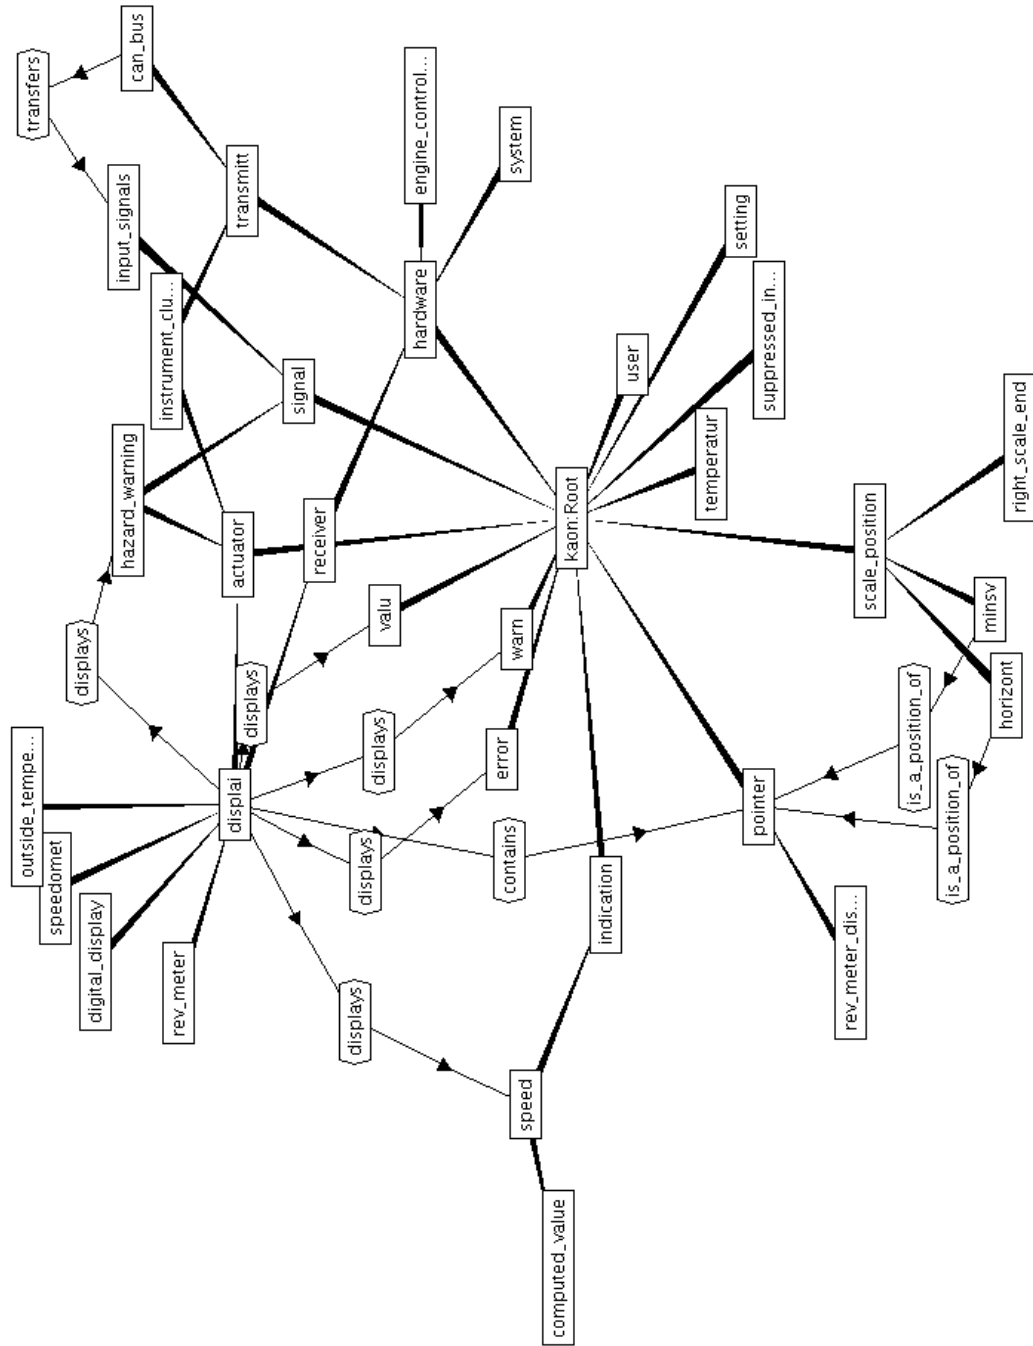 transfers
can_bus
input_signals
transmitt
engine_control...
system
instrument_clu...
hardware
signal
setting
suppressed_in...
user
temperatur
hazard_warning
actuator
receiver
kaon:Root
right_scale_end
scale_position
minsv
horizont
valu
warn
error
displays
displays
displays
displays
displays
contains
is_a_position_of
is_a_position_of
displai
pointer
outside_tempe...
speedomet
digital_display
rev_meter
indication
rev_meter_dis...
speed
computed_value